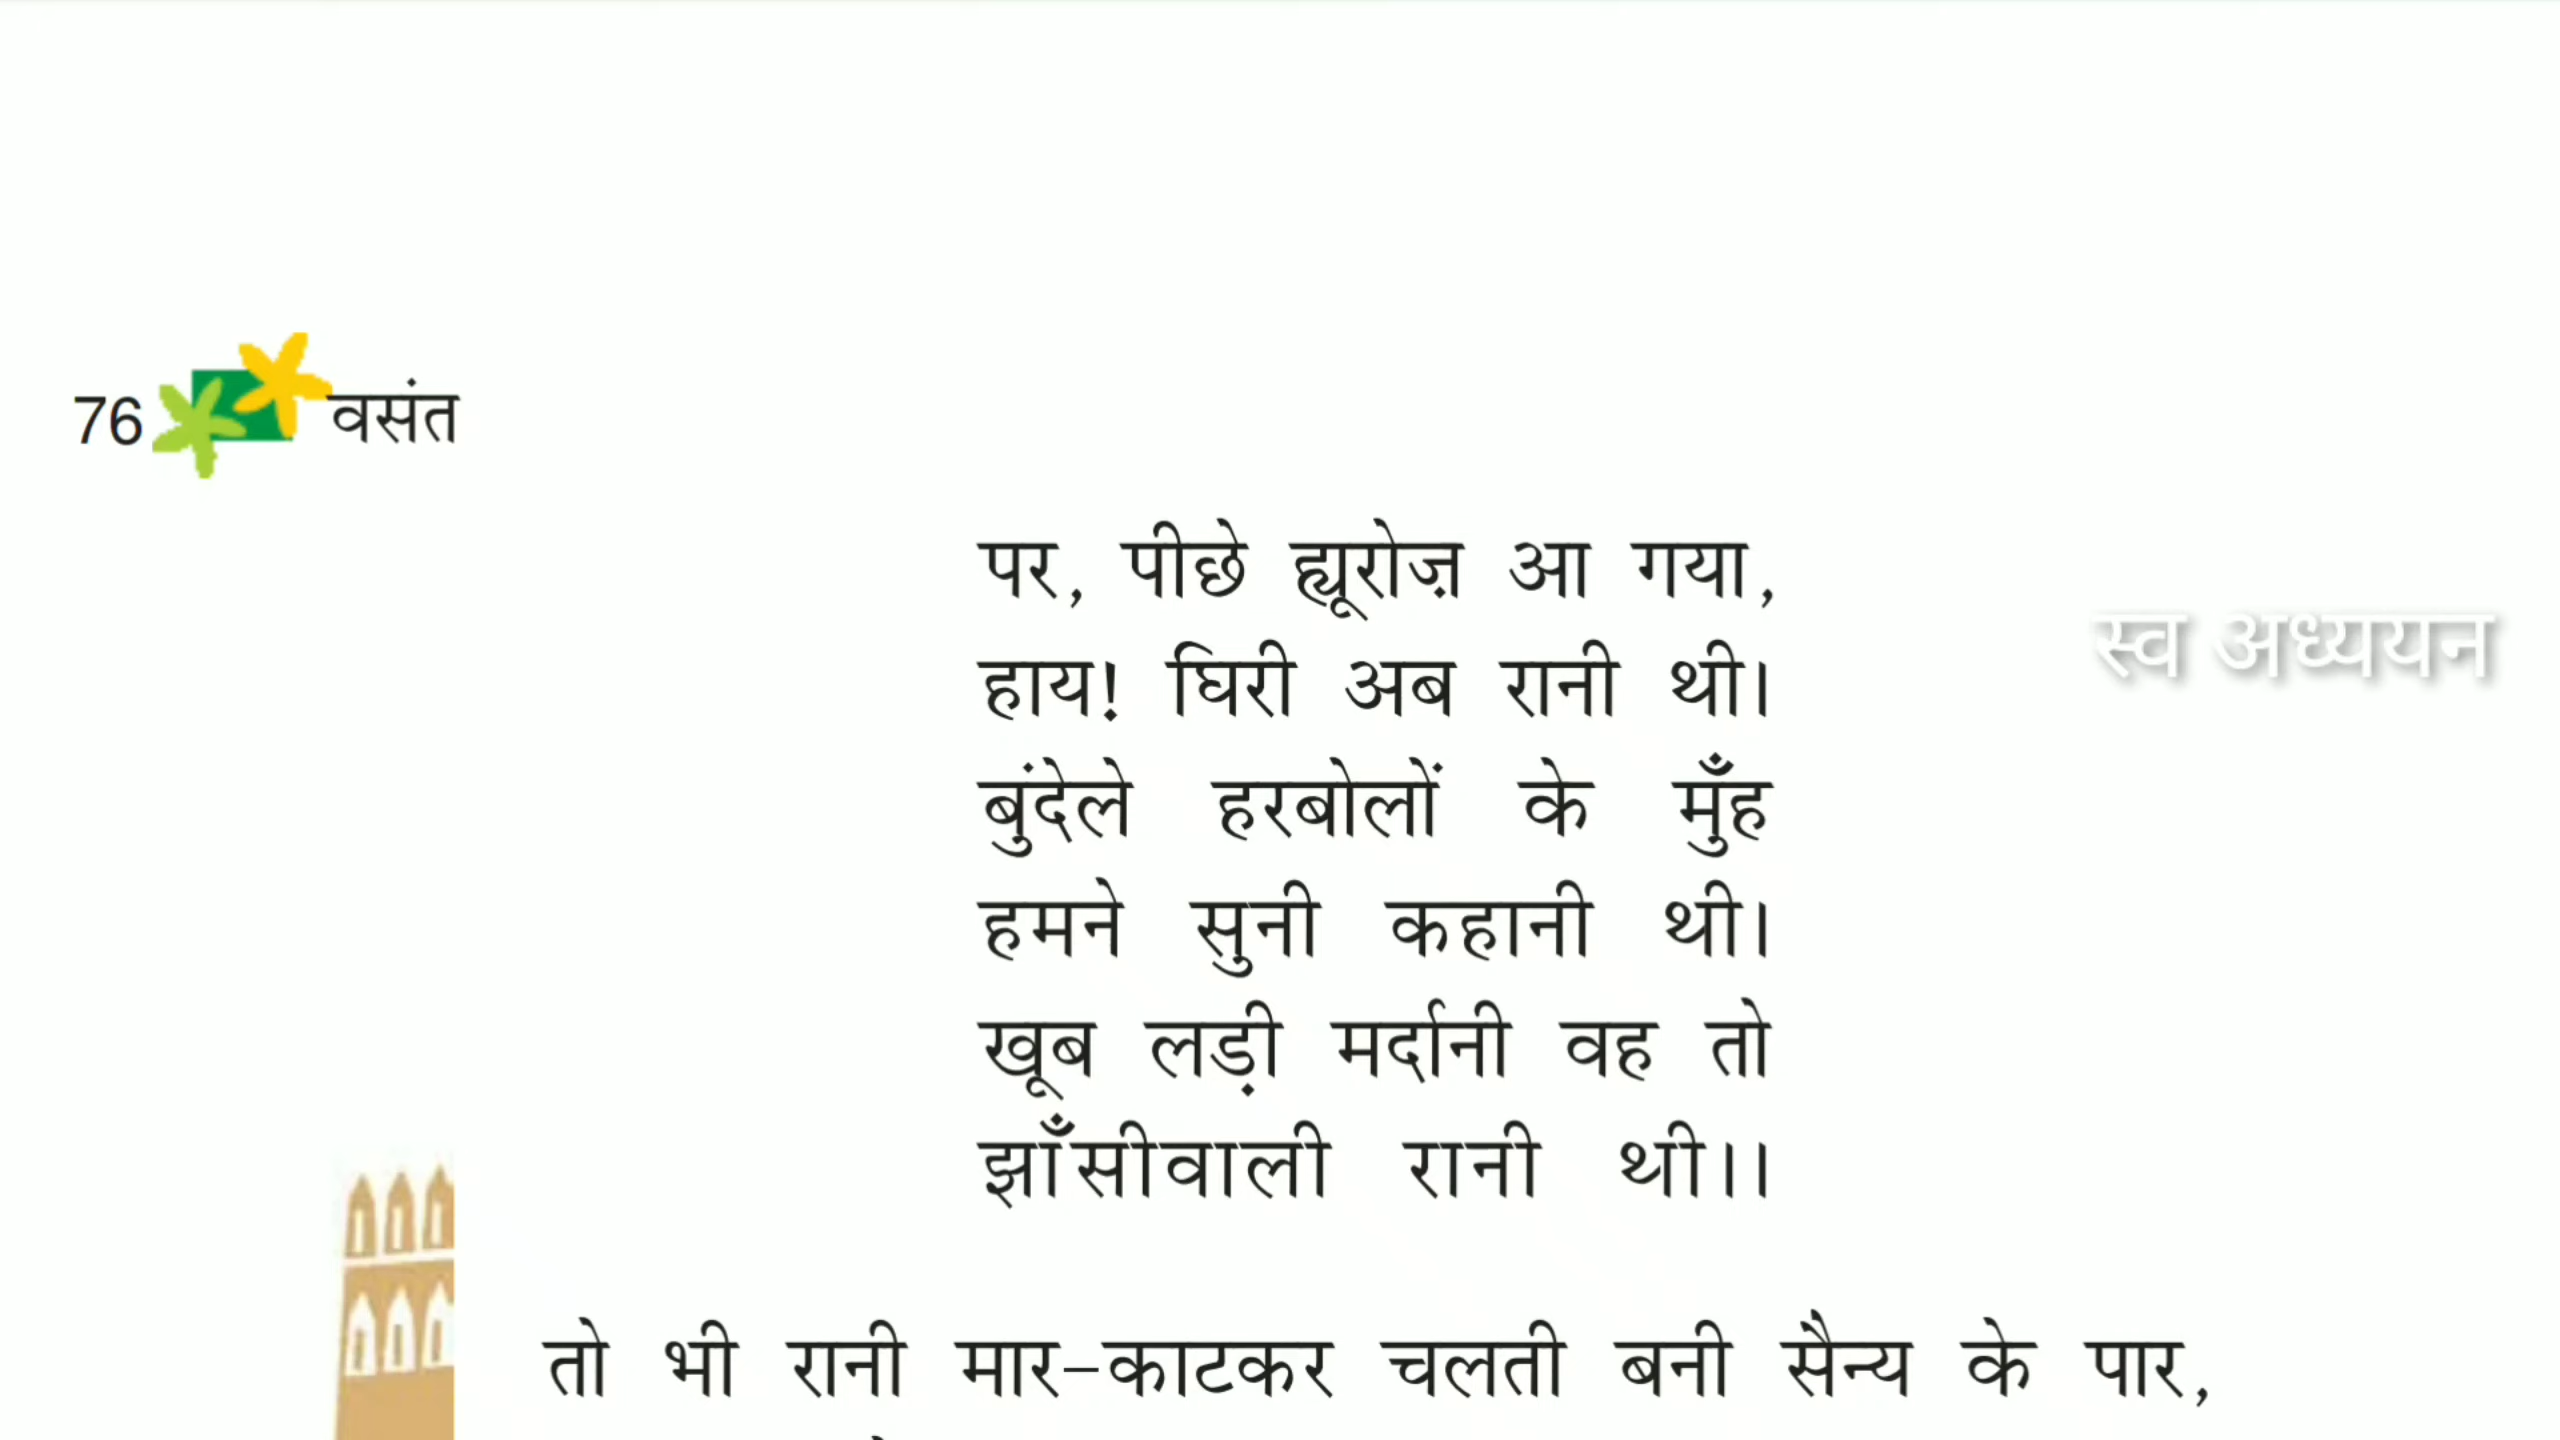 76 वसंत
पर, पीछे ह्यूरोज़ आ गया,
स्व अध्ययन
हाय! घिरी अब रानी थी।
बुंदेले हरबोलों के मुँह
हमने सुनी कहानी थी।
खूब लड़ी मर्दानी वह तो
झाँसीवाली रानी थी।।
तो भी रानी मार-काटकर चलती बनी सैन्य के पार,